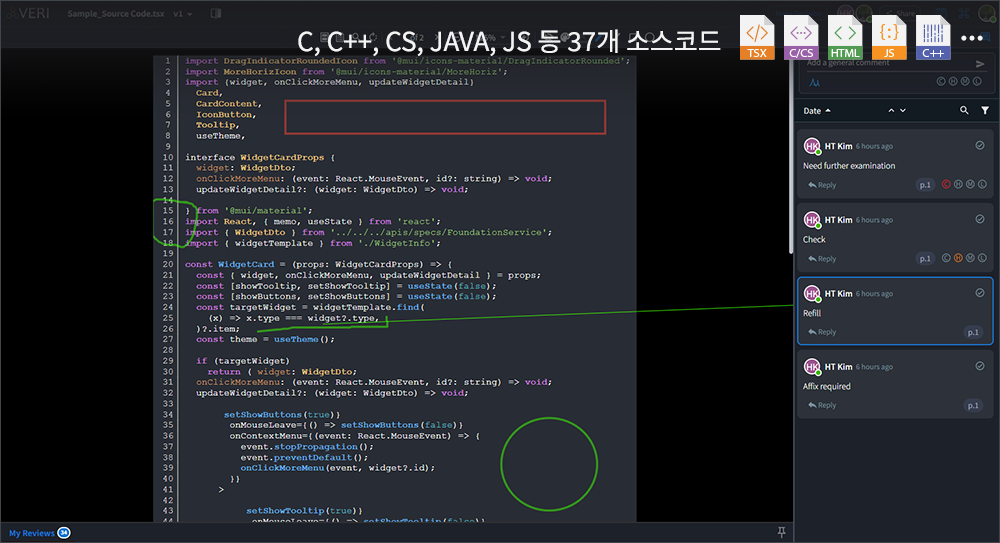 VERI
Sample_Source Code.tsx v1
Share
C, C++, CS, JAVA, JS 등 37개 소스코드
TSX
C/CS
HTML
JS
C++
1 import DragIndicatorRoundedIcon from '@mui/icons-material/DragIndicatorRounded';
2 import MoreHorizIcon from '@mui/icons-material/MoreHoriz';
3 import {widget, onClickMoreMenu, updateWidgetDetail}
4 Card,
5 CardContent,
6 IconButton,
7 Tooltip,
8 useTheme,
9
10 interface WidgetCardProps {
11 widget: WidgetDto;
12 onClickMoreMenu: (event: React.MouseEvent, id?: string) => void;
13 updateWidgetDetail?: (widget: WidgetDto) => void;
14
15 } from '@mui/material';
16 import React, { memo, useState } from 'react';
17 import { WidgetDto } from '../../../apis/specs/FoundationService';
18 import { widgetTemplate } from './WidgetInfo';
19
20 const WidgetCard = (props: WidgetCardProps) => {
21 const { widget, onClickMoreMenu, updateWidgetDetail } = props;
22 const [showTooltip, setShowTooltip] = useState(false);
23 const [showButtons, setShowButtons] = useState(false);
24 const targetWidget = widgetTemplate.find(
25 (x) => x.type === widget?.type,
26 )?.item;
27 const theme = useTheme();
28
29 if (targetWidget)
30 return { widget: WidgetDto;
31 onClickMoreMenu: (event: React.MouseEvent, id?: string) => void;
32 updateWidgetDetail?: (widget: WidgetDto) => void;
33
34 setShowButtons(true)}
35 onMouseLeave={() => setShowButtons(false)}
36 onContextMenu={(event: React.MouseEvent) => {
37 event.stopPropagation();
38 event.preventDefault();
39 onClickMoreMenu(event, widget?.id);
40 }}
41 >
42
43 setShowTooltip(true)}
44 onMouseLeave={() => setShowTooltip(false)}
Add a general comment
C H M L
Date
HK HT Kim 6 hours ago
Need further examination
Reply p.1 C H M L
HK HT Kim 6 hours ago
Check
Reply p.1 C H M L
HK HT Kim 6 hours ago
Refill
Reply p.1
HK HT Kim 6 hours ago
Affix required
Reply p.1
My Reviews 34